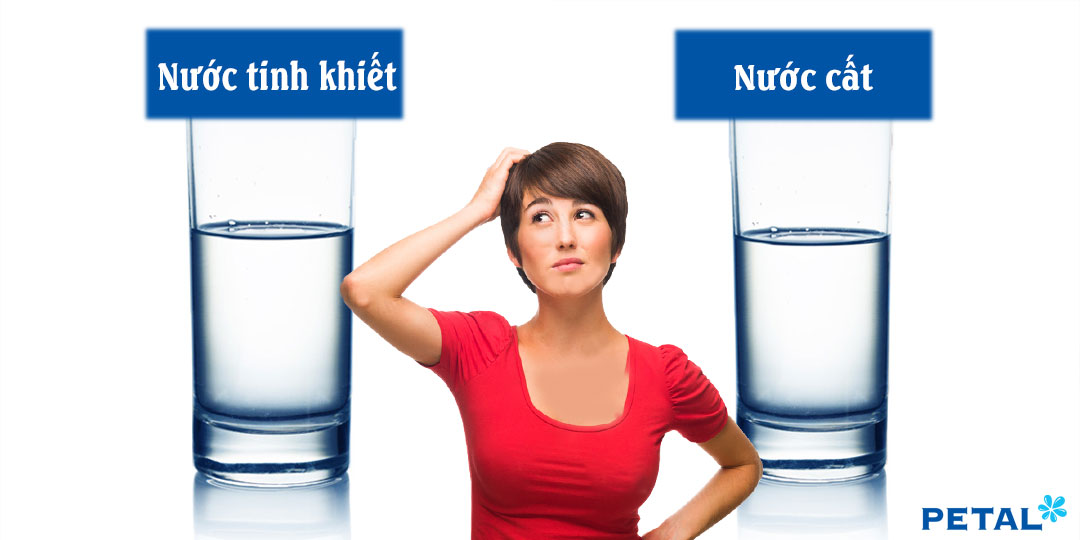 Nước tinh khiết
Nước cất
PETAL